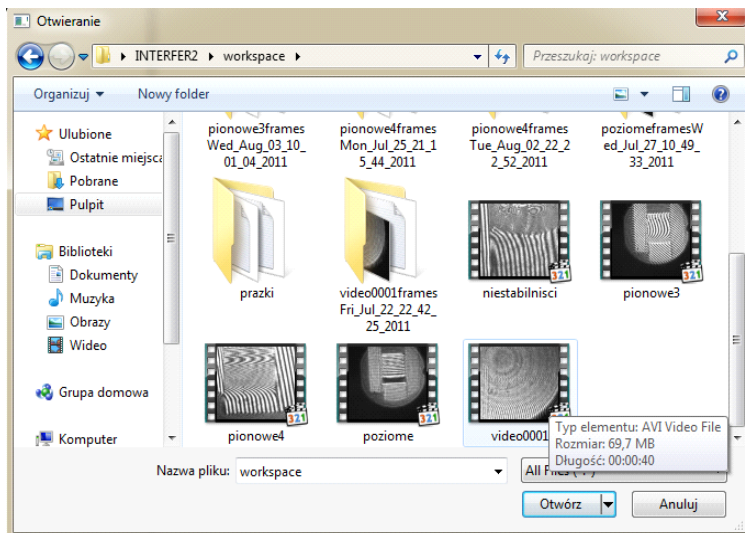 Otwieranie
INTERFER2 workspace
Przeszukaj: workspace
Organizuj
Nowy folder
Ulubione
Ostatnie miejsca
Pobrane
Pulpit
Biblioteki
Dokumenty
Muzyka
Obrazy
Wideo
Grupa domowa
Komputer
pionowe3frames
Wed_Aug_03_10_
01_04_2011
pionowe4frames
Mon_Jul_25_21_1
5_44_2011
pionowe4frames
Tue_Aug_02_22_2
2_52_2011
poziomeframesW
ed_Jul_27_10_49_
33_2011
prazki
video0001frames
Fri_Jul_22_22_42_
25_2011
niestabilnisci
pionowe3
pionowe4
poziome
video0001
Typ elementu: AVI Video File
Rozmiar: 69,7 MB
Długość: 00:00:40
Nazwa pliku: workspace
All Files
Otwórz
Anuluj